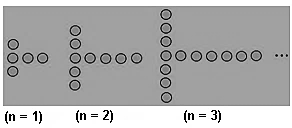 (n = 1) (n = 2) (n = 3)